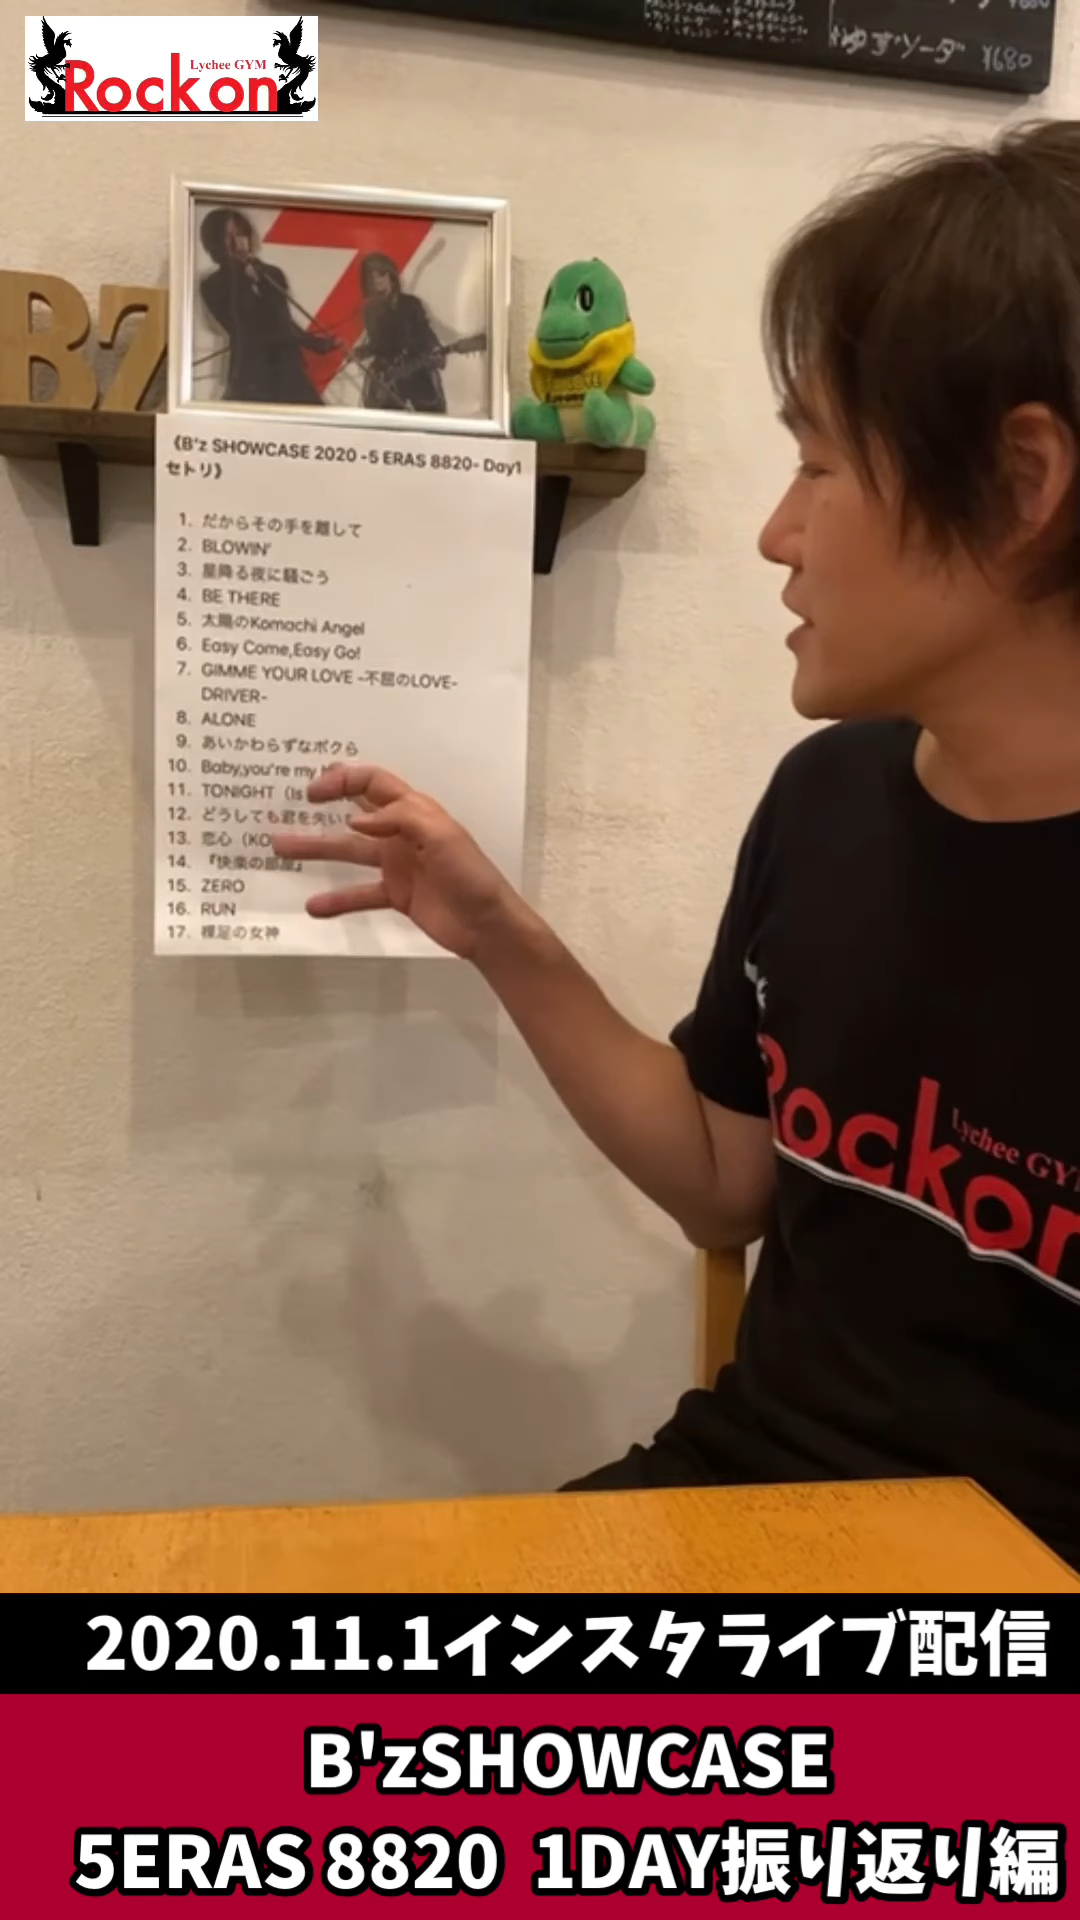 Lychee GYM
Rock on
ゆずソーダ ¥680
B'z
《B'z SHOWCASE 2020 -5 ERAS 8820- Day1
セトリ》
1. だからその手を離して
2. BLOWIN'
3. 星降る夜に騒ごう
4. BE THERE
5. 太陽のKomachi Angel
6. Easy Come,Easy Go!
7. GIMME YOUR LOVE -不屈のLOVE-
DRIVER-
8. ALONE
9. あいかわらずなボクら
10. Baby,you're my
11. TONIGHT (Is
12. どうしても君を失い
13. 恋心 (KO
14. 『快楽の部屋』
15. ZERO
16. RUN
17. 裸足の女神
Lychee GY
Rockon
2020.11.1インスタライブ配信
B'zSHOWCASE
5ERAS 8820 1DAY振り返り編